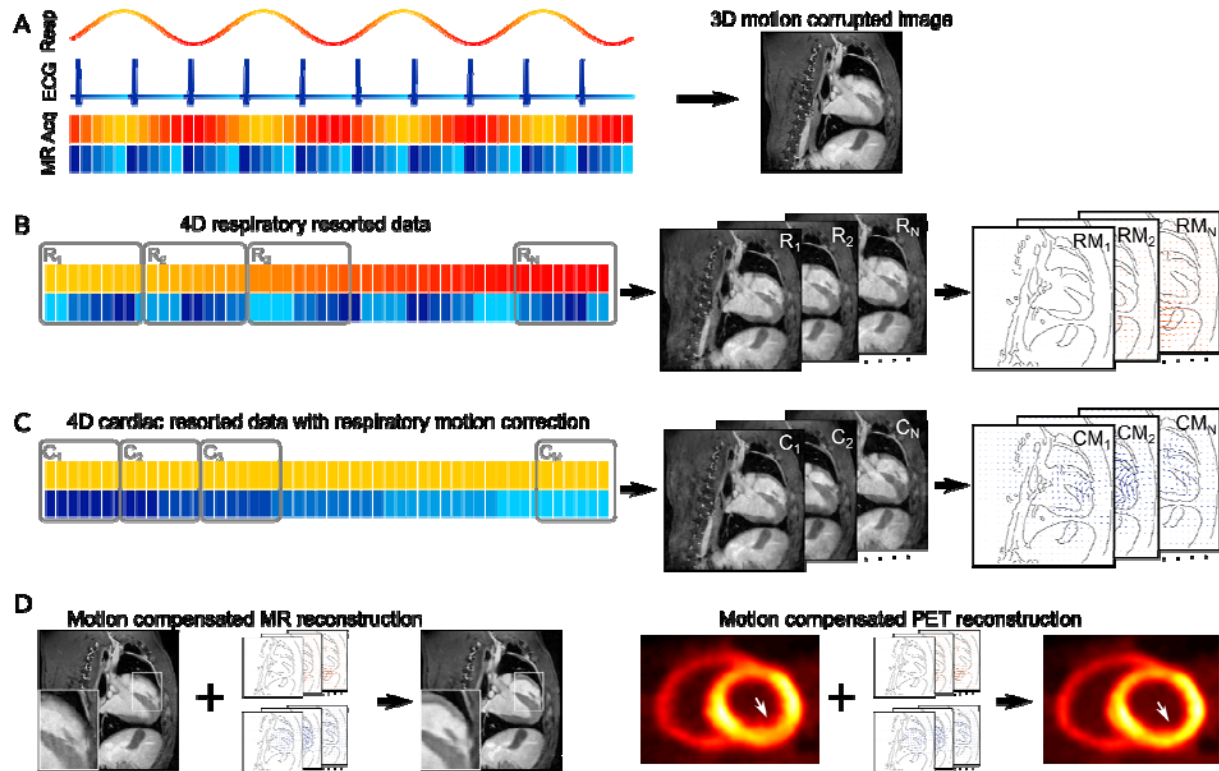 A
Resp
3D motion corrupted image
ECG
MR Acq
B
4D respiratory resorted data
R1
R2
R3
RN
R1
R2
RN
RM1
RM2
RMN
C
4D cardiac resorted data with respiratory motion correction
C1
C2
C3
CN
C1
C2
CN
CM1
CM2
CMN
D
Motion compensated MR reconstruction
Motion compensated PET reconstruction
+
+